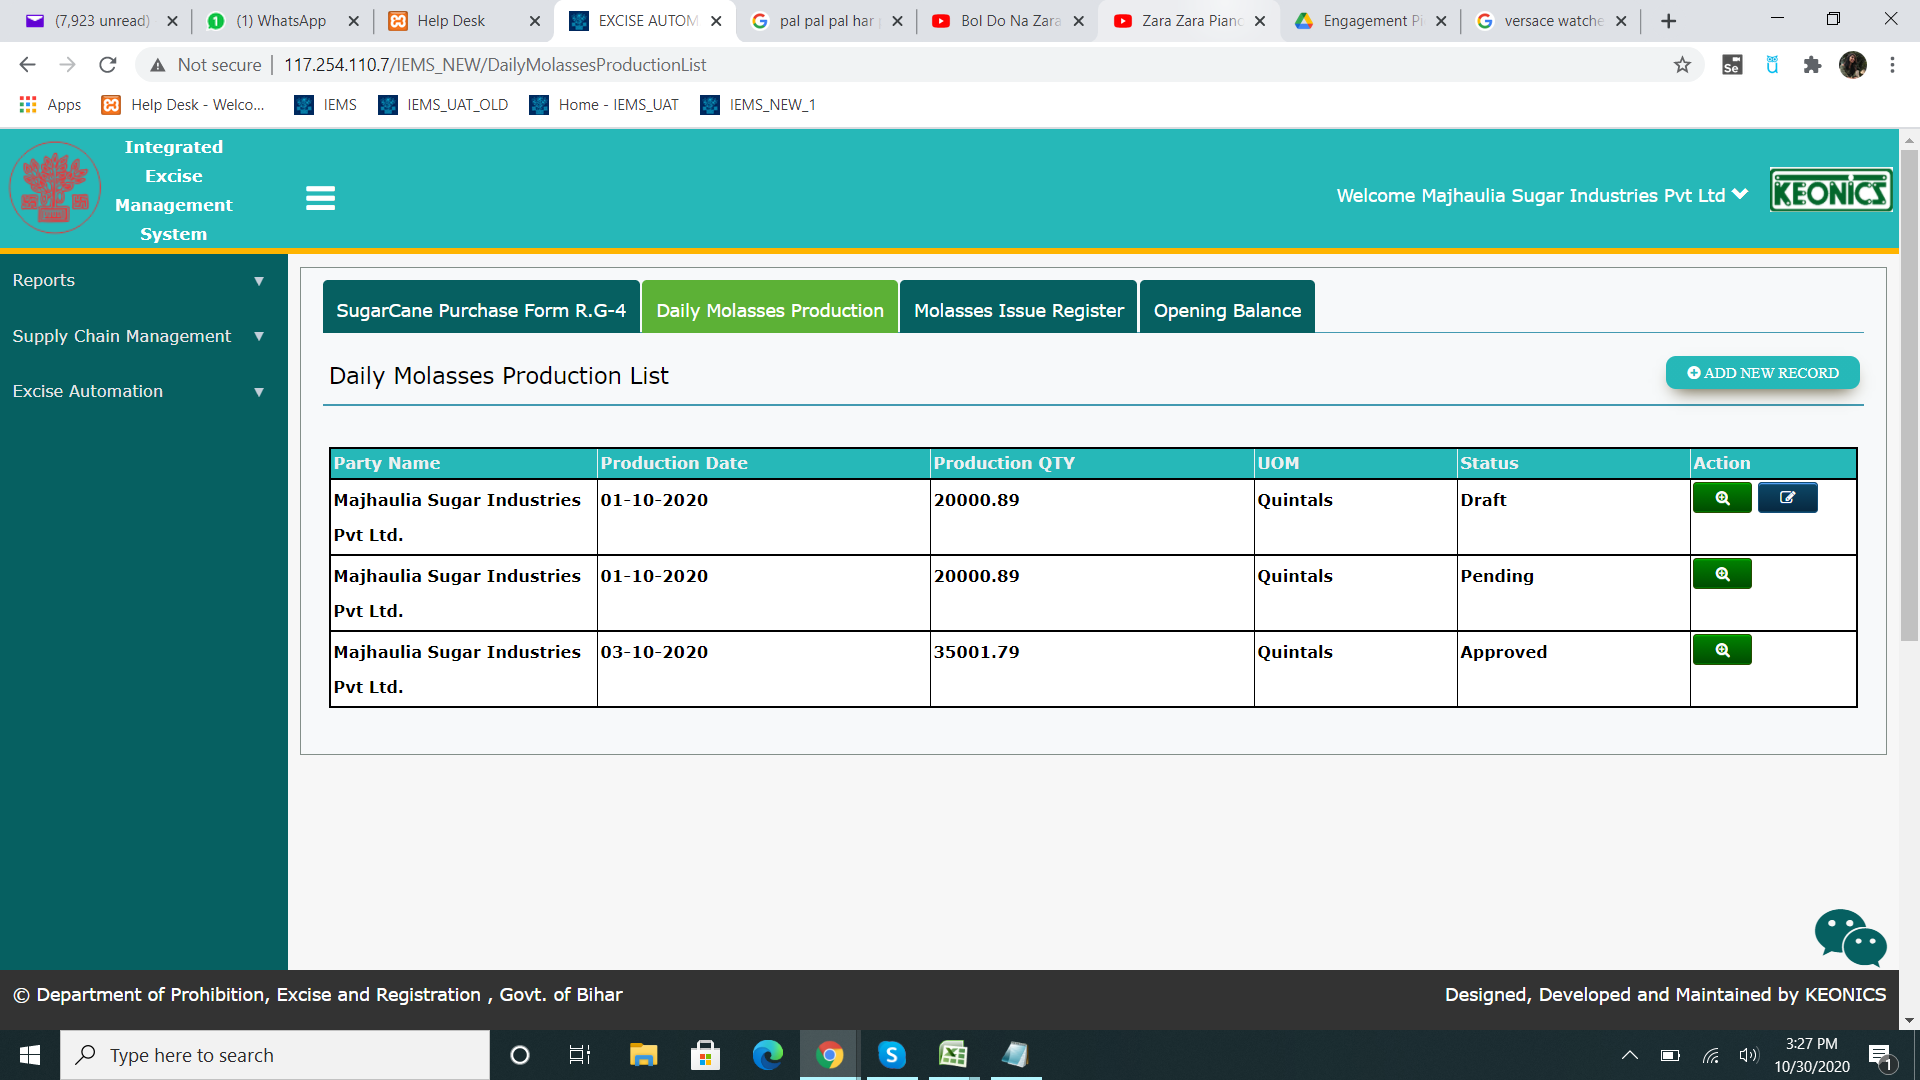 (7,923 unread)
(1) WhatsApp
Help Desk
EXCISE AUTOM
pal pal pal har
Bol Do Na Zara
Zara Zara Piano
Engagement Pi
versace watche
Not secure | 117.254.110.7/IEMS_NEW/DailyMolassesProductionList
Se
Apps
Help Desk - Welco...
IEMS
IEMS_UAT_OLD
Home - IEMS_UAT
IEMS_NEW_1
Integrated
Excise
Management
System
Welcome Majhaulia Sugar Industries Pvt Ltd
KEONICS
Reports
Supply Chain Management
Excise Automation
SugarCane Purchase Form R.G-4
Daily Molasses Production
Molasses Issue Register
Opening Balance
Daily Molasses Production List
ADD NEW RECORD
Party Name Production Date Production QTY UOM Status Action
Majhaulia Sugar Industries 01-10-2020 20000.89 Quintals Draft
Pvt Ltd.
Majhaulia Sugar Industries 01-10-2020 20000.89 Quintals Pending
Pvt Ltd.
Majhaulia Sugar Industries 03-10-2020 35001.79 Quintals Approved
Pvt Ltd.
© Department of Prohibition, Excise and Registration , Govt. of Bihar
Designed, Developed and Maintained by KEONICS
Type here to search
3:27 PM
10/30/2020
1